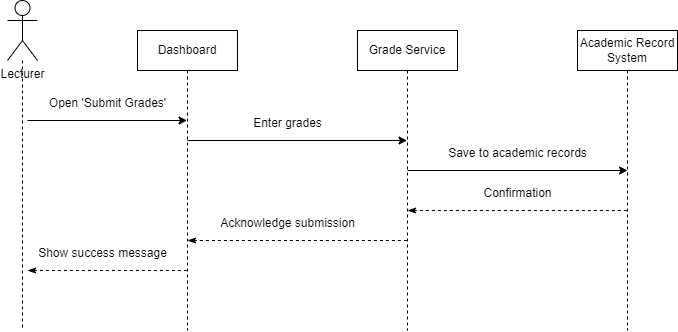 Lecturer
Dashboard
Grade Service
Academic Record
System
Open 'Submit Grades'
Enter grades
Save to academic records
Confirmation
Acknowledge submission
Show success message